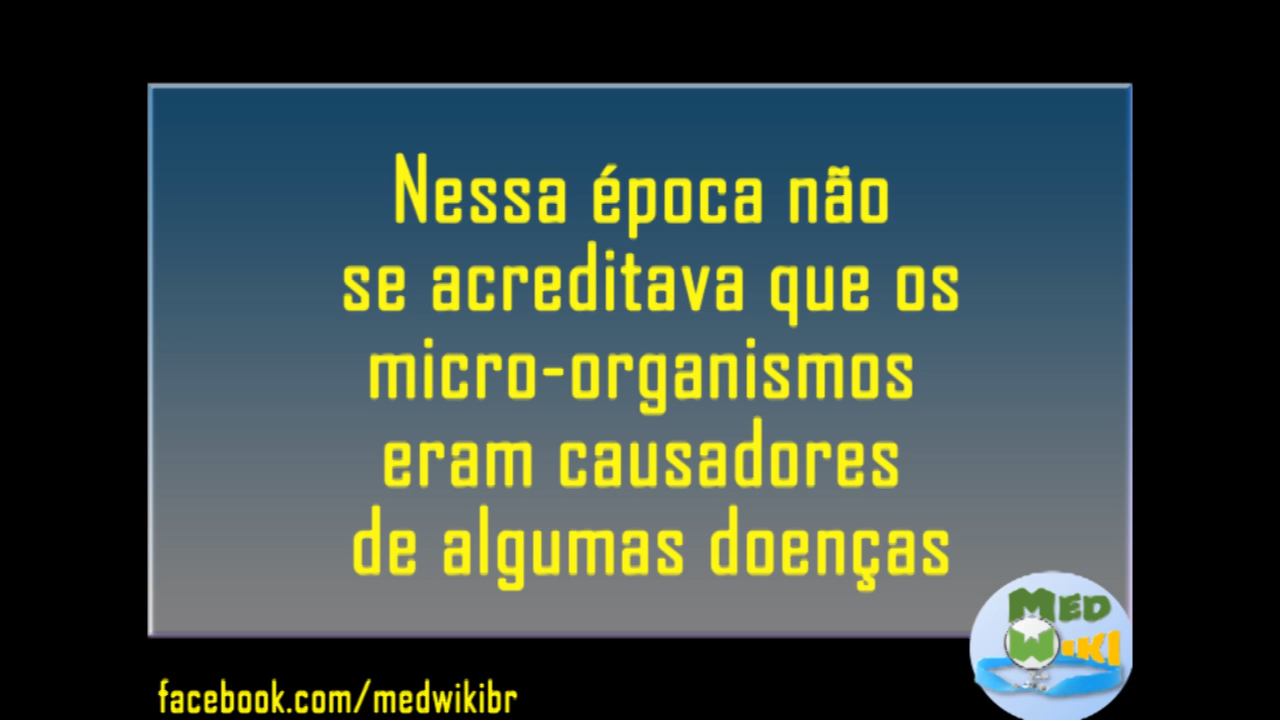 Nessa época não
se acreditava que os
micro-organismos
eram causadores
de algumas doenças
MED
WIKI
facebook.com/medwikibr